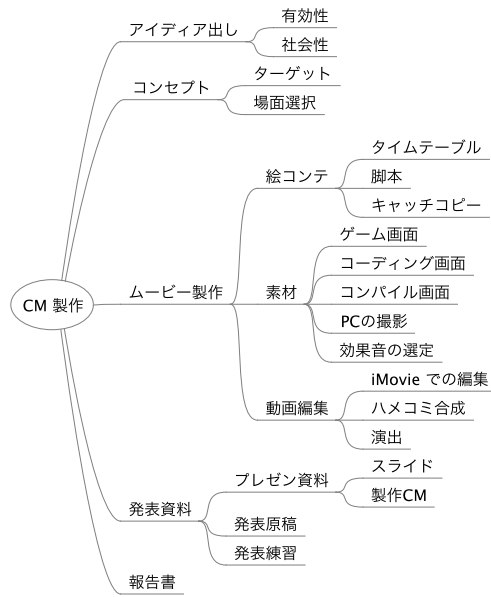 CM 製作
アイディア出し
有効性
社会性
コンセプト
ターゲット
場面選択
ムービー製作
絵コンテ
タイムテーブル
脚本
キャッチコピー
素材
ゲーム画面
コーディング画面
コンパイル画面
PCの撮影
効果音の選定
動画編集
iMovie での編集
ハメコミ合成
演出
発表資料
プレゼン資料
スライド
製作CM
発表原稿
発表練習
報告書